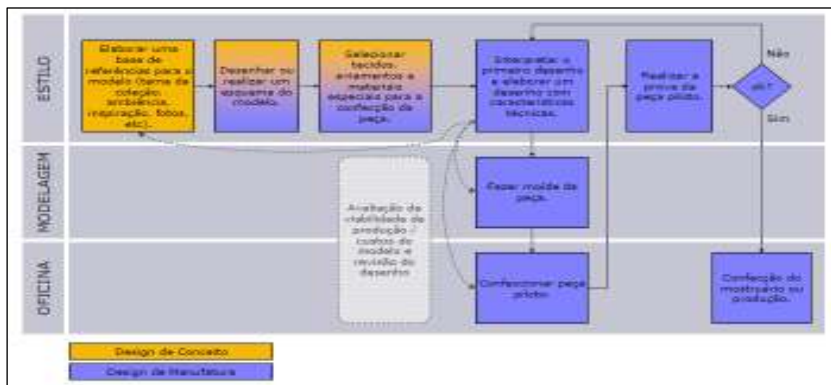 ESTILO
Elaborar uma
base de
referências para o
modelo (tema da
coleção,
ambiência,
inspiração, fotos,
etc).
Desenhar ou
realizar um
esquema do
modelo.
Selecionar
tecidos,
aviamentos e
materiais
especiais para a
confecção da
peça.
Interpretar o
primeiro desenho
e elaborar um
desenho com
características
técnicas.
Realizar a
prova da
peça piloto.
ok?
Não
Sim
MODELAGEM
Avaliação da
viabilidade de
produção /
custos do
modelo e
revisão do
desenho
Fazer molde da
peça.
OFICINA
Confeccionar peça
piloto.
Confecção do
mostruário ou
produção.
Design de Conceito
Design de Manufatura